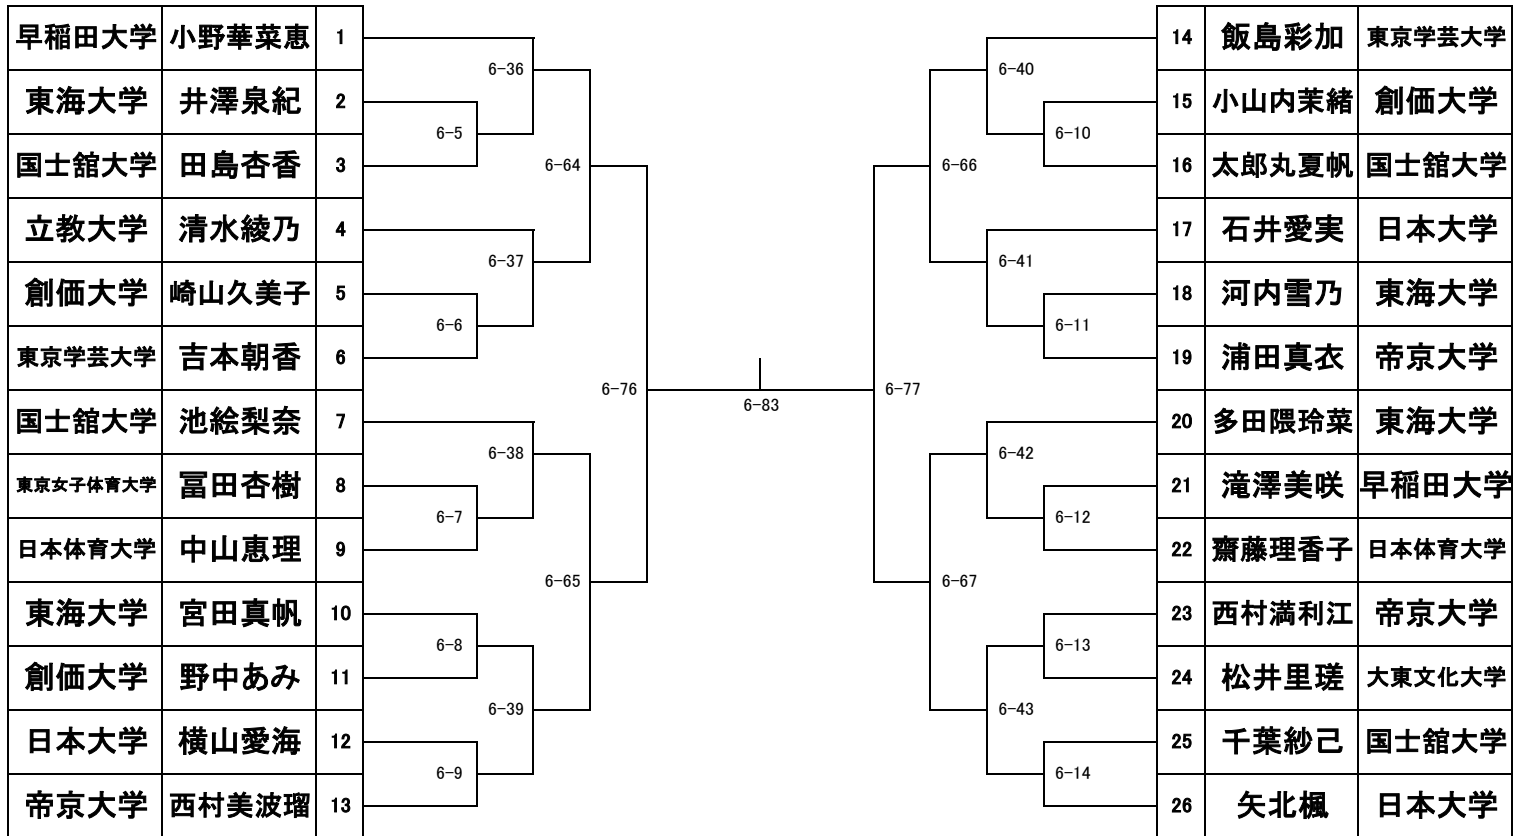 早稲田大学 小野華菜恵 1
東海大学 井澤泉紀 2
国士舘大学 田島杏香 3
立教大学 清水綾乃 4
創価大学 崎山久美子 5
東京学芸大学 吉本朝香 6
国士舘大学 池絵梨奈 7
東京女子体育大学 冨田杏樹 8
日本体育大学 中山恵理 9
東海大学 宮田真帆 10
創価大学 野中あみ 11
日本大学 横山愛海 12
帝京大学 西村美波瑠 13
6-5
6-6
6-7
6-8
6-9
6-36
6-37
6-38
6-39
6-64
6-65
6-76
6-83
6-77
6-66
6-67
6-40
6-41
6-42
6-43
6-10
6-11
6-12
6-13
6-14
14 飯島彩加 東京学芸大学
15 小山内茉緒 創価大学
16 太郎丸夏帆 国士舘大学
17 石井愛実 日本大学
18 河内雪乃 東海大学
19 浦田真衣 帝京大学
20 多田隈玲菜 東海大学
21 滝澤美咲 早稲田大学
22 齋藤理香子 日本体育大学
23 西村満利江 帝京大学
24 松井里瑳 大東文化大学
25 千葉紗己 国士舘大学
26 矢北楓 日本大学